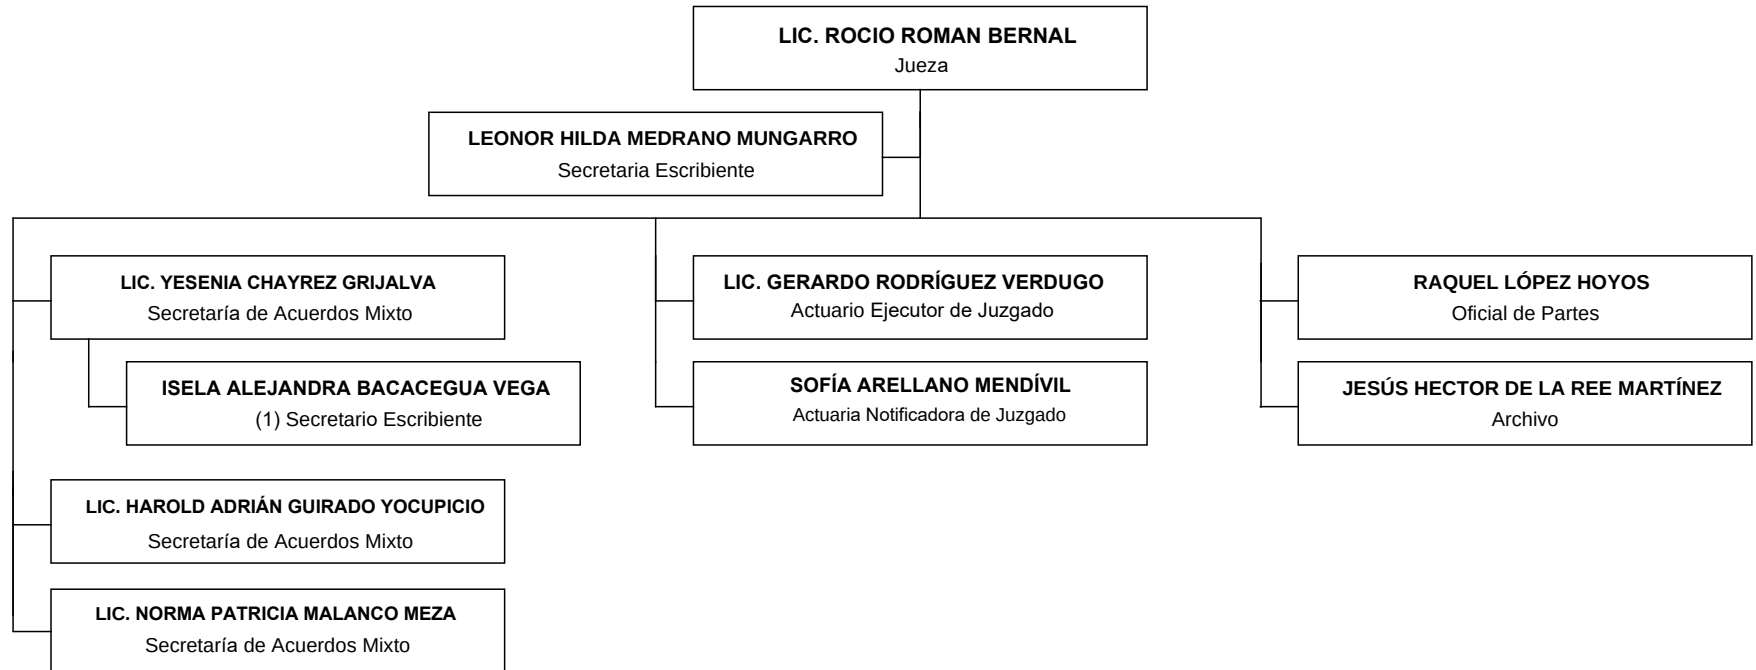 LIC. ROCIO ROMAN BERNAL
Jueza
LEONOR HILDA MEDRANO MUNGARRO
Secretaria Escribiente
LIC. YESENIA CHAYREZ GRIJALVA
Secretaría de Acuerdos Mixto
ISELA ALEJANDRA BACACEGUA VEGA
(1) Secretario Escribiente
LIC. HAROLD ADRIÁN GUIRADO YOCUPICIO
Secretaría de Acuerdos Mixto
LIC. NORMA PATRICIA MALANCO MEZA
Secretaría de Acuerdos Mixto
LIC. GERARDO RODRÍGUEZ VERDUGO
Actuario Ejecutor de Juzgado
SOFÍA ARELLANO MENDÍVIL
Actuaria Notificadora de Juzgado
RAQUEL LÓPEZ HOYOS
Oficial de Partes
JESÚS HECTOR DE LA REE MARTÍNEZ
Archivo